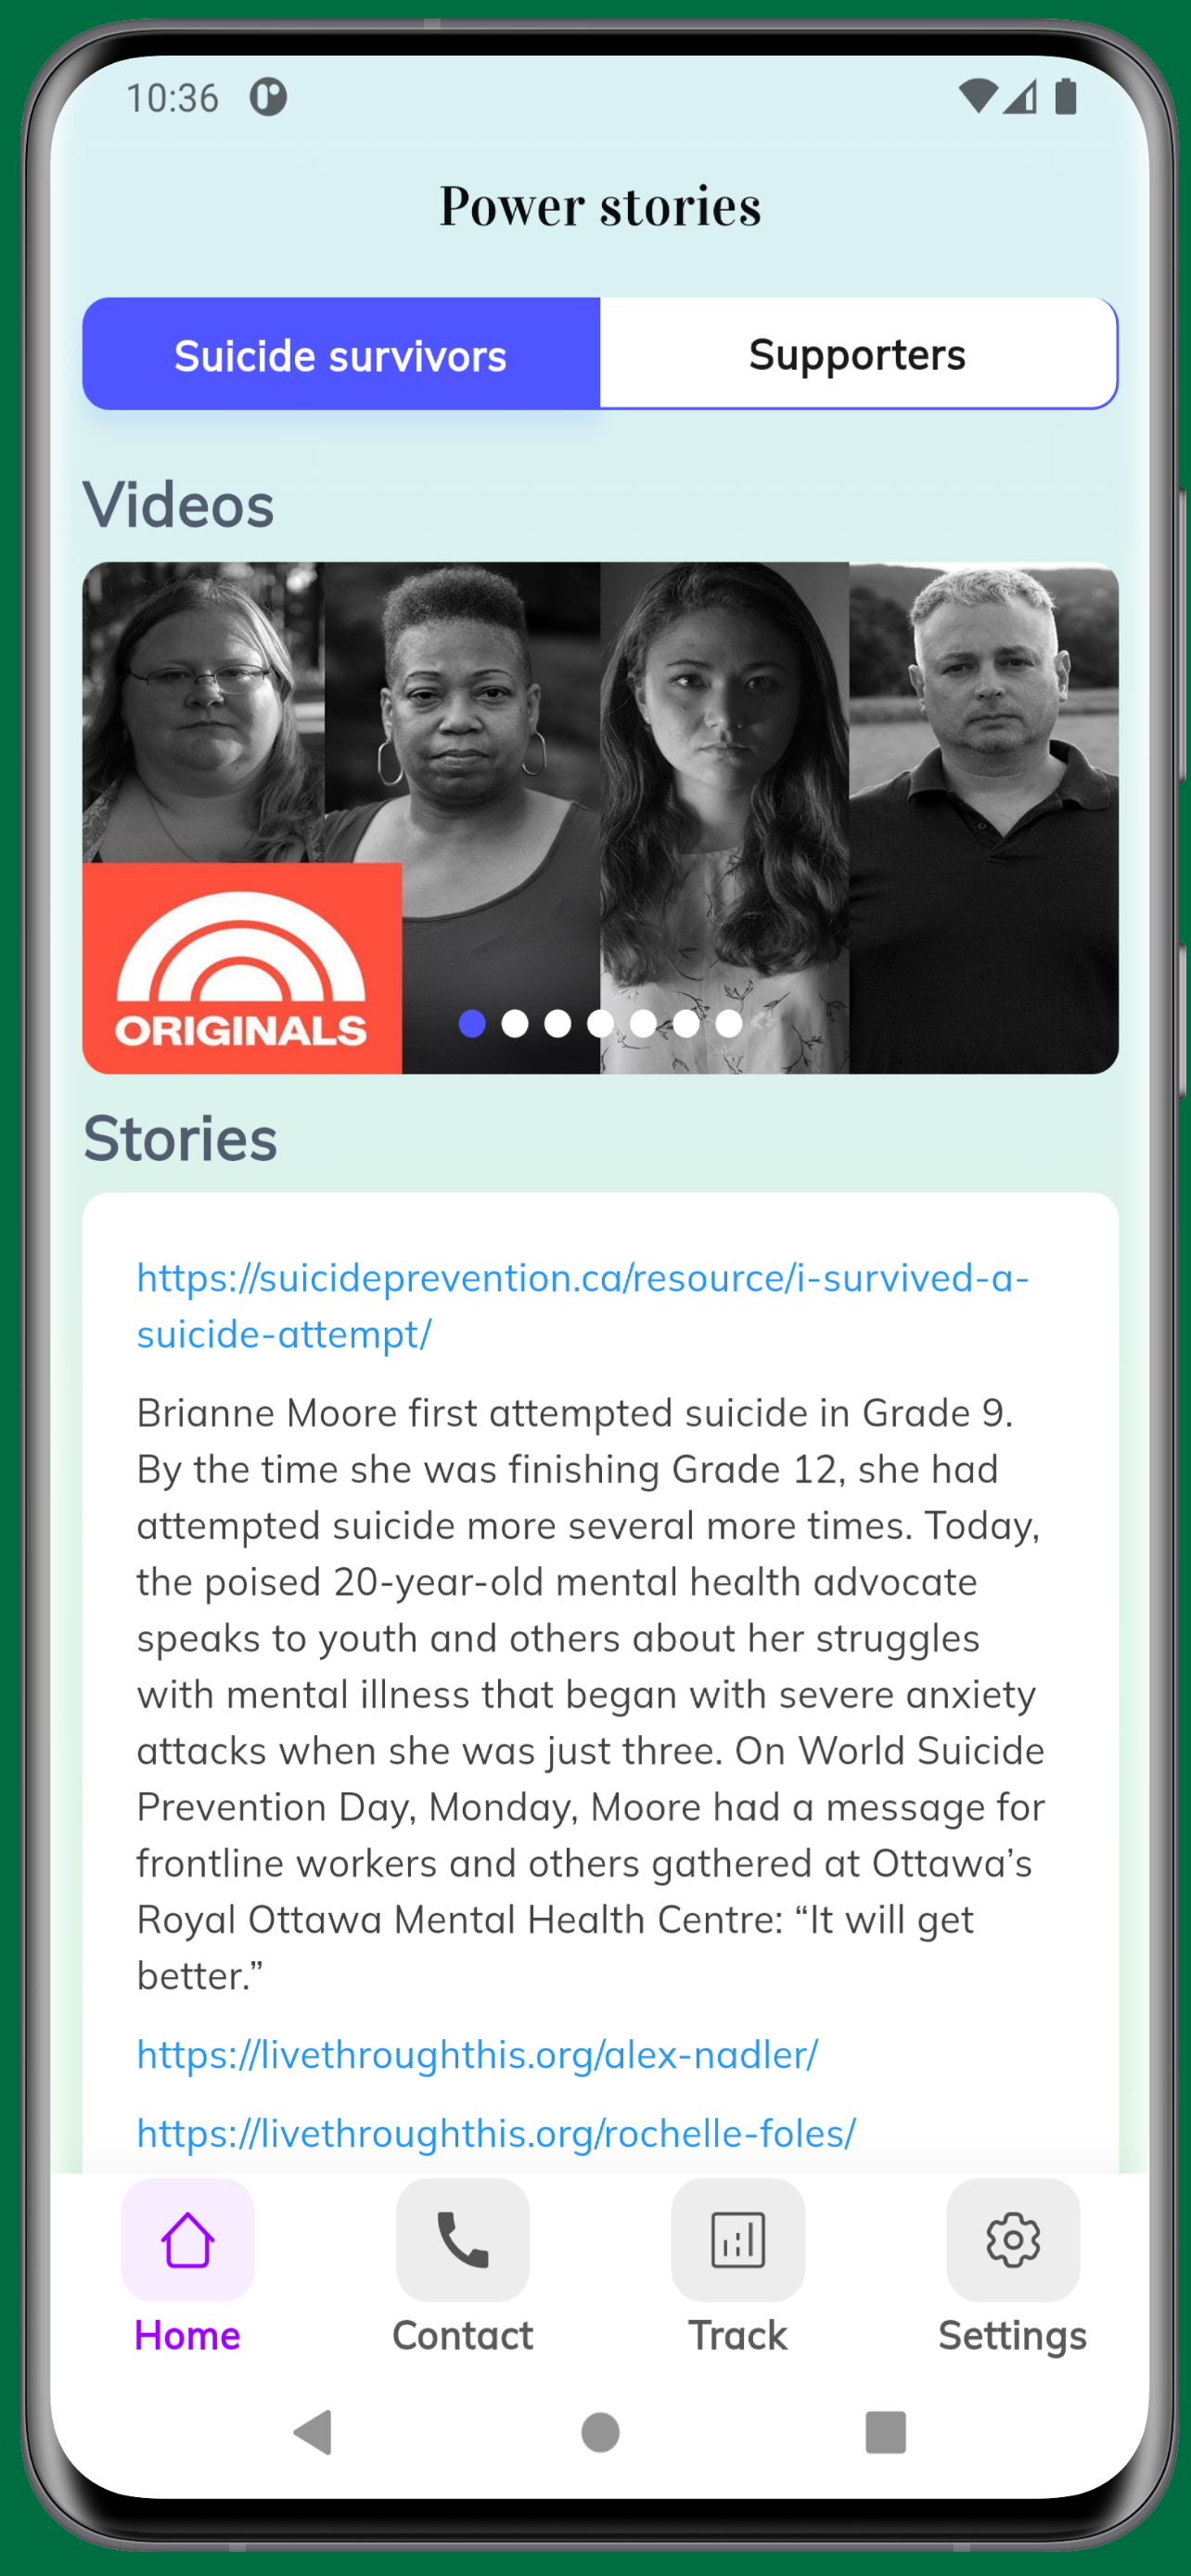 10:36
Power stories
Suicide survivors
Supporters
Videos
ORIGINALS
Stories
https://suicideprevention.ca/resource/i-survived-a-
suicide-attempt/
Brianne Moore first attempted suicide in Grade 9.
By the time she was finishing Grade 12, she had
attempted suicide more several more times. Today,
the poised 20-year-old mental health advocate
speaks to youth and others about her struggles
with mental illness that began with severe anxiety
attacks when she was just three. On World Suicide
Prevention Day, Monday, Moore had a message for
frontline workers and others gathered at Ottawa’s
Royal Ottawa Mental Health Centre: “It will get
better.”
https://livethroughthis.org/alex-nadler/
https://livethroughthis.org/rochelle-foles/
Home
Contact
Track
Settings